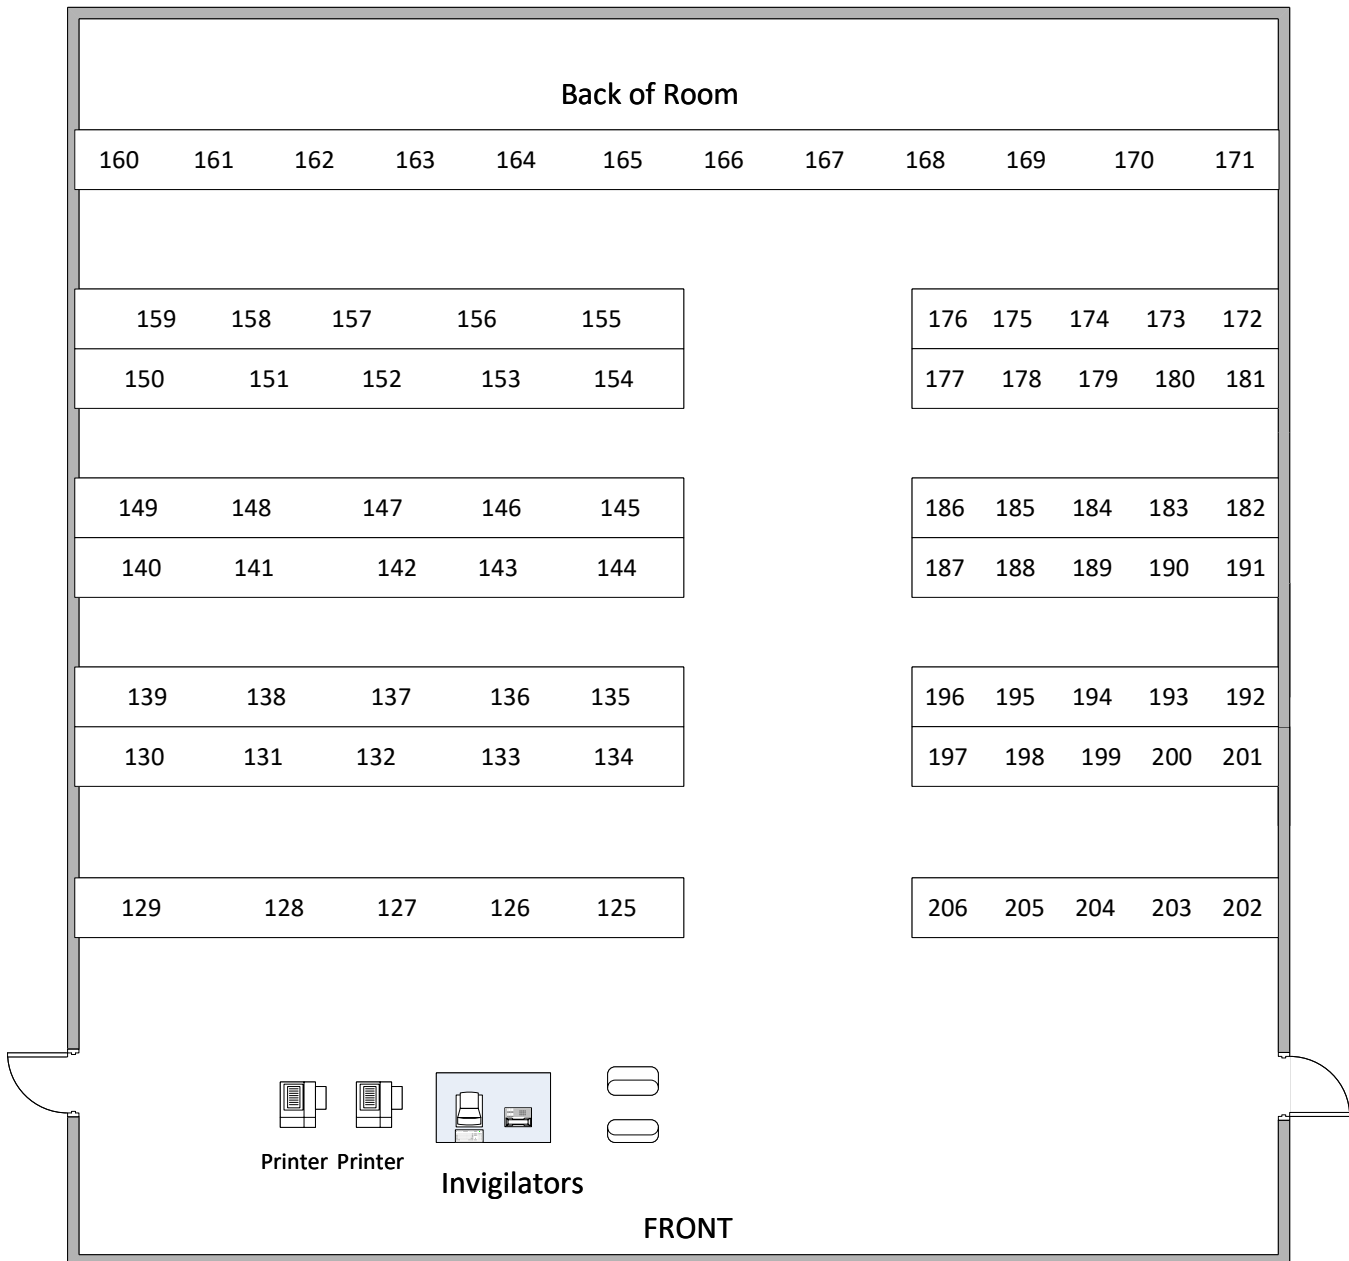 Back of Room
160 161 162 163 164 165 166 167 168 169 170 171
159 158 157 156 155 176 175 174 173 172
150 151 152 153 154 177 178 179 180 181
149 148 147 146 145 186 185 184 183 182
140 141 142 143 144 187 188 189 190 191
139 138 137 136 135 196 195 194 193 192
130 131 132 133 134 197 198 199 200 201
129 128 127 126 125 206 205 204 203 202
Printer Printer
Invigilators
FRONT